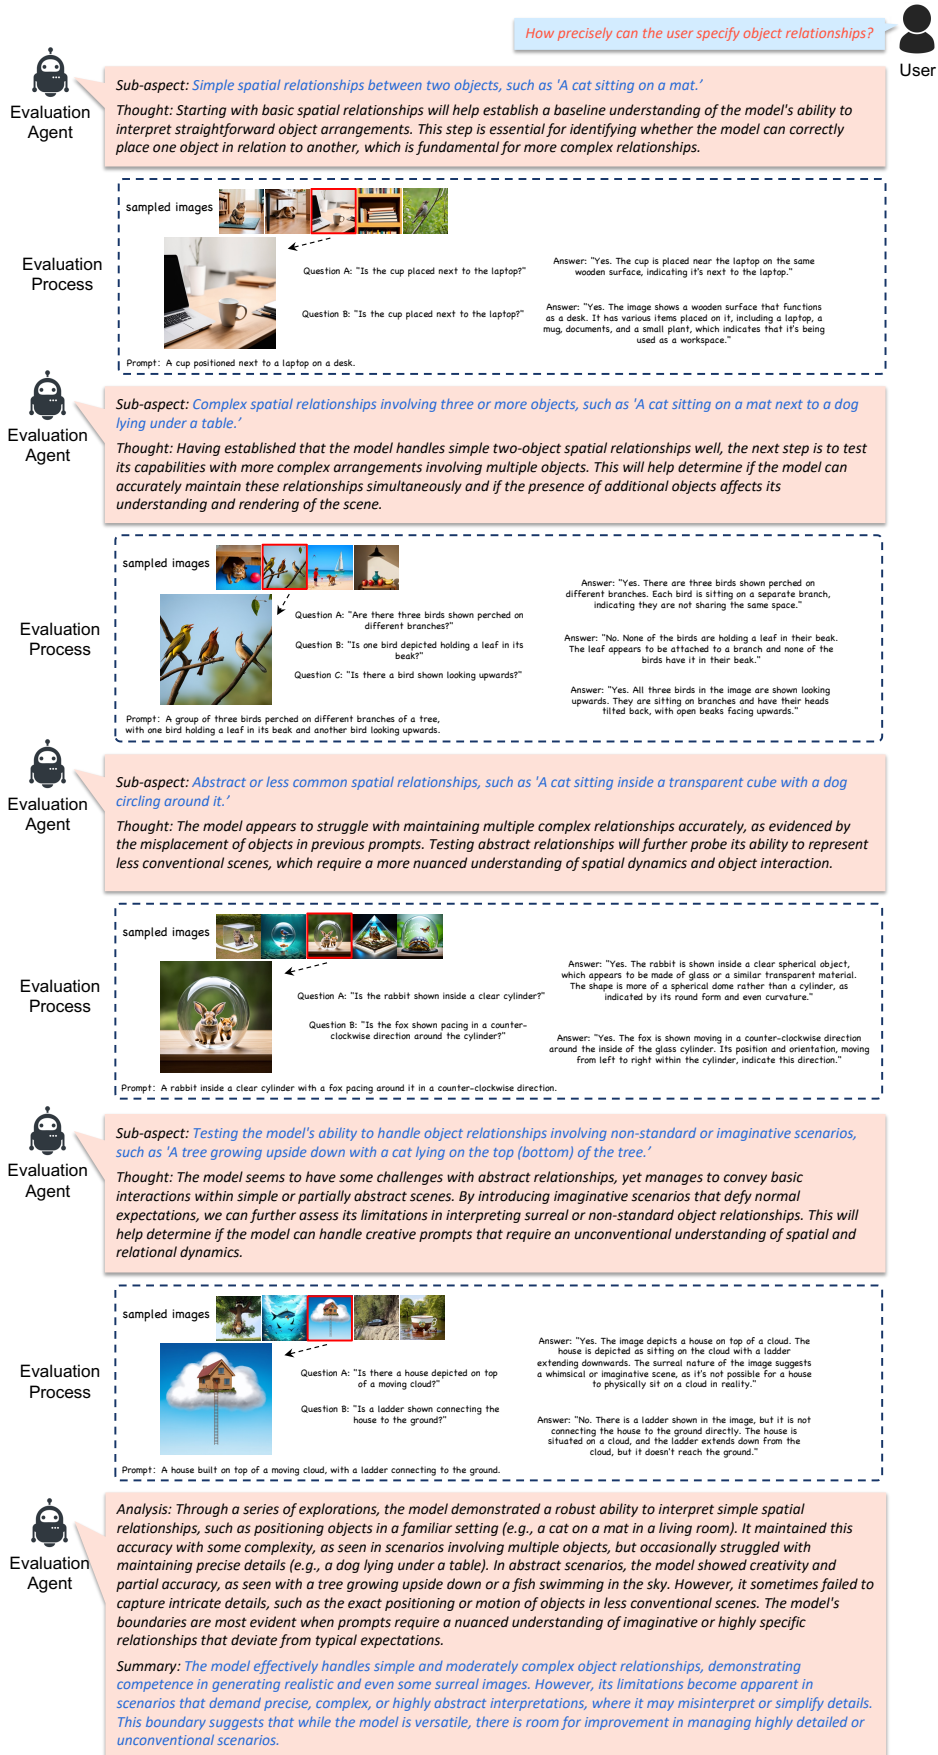 How precisely can the user specify object relationships?
User
Evaluation
Agent
Sub-aspect: Simple spatial relationships between two objects, such as 'A cat sitting on a mat.'
Thought: Starting with basic spatial relationships will help establish a baseline understanding of the model's ability to
interpret straightforward object arrangements. This step is essential for identifying whether the model can correctly
place one object in relation to another, which is fundamental for more complex relationships.
sampled images
Evaluation
Process
Question A: "Is the cup placed next to the laptop?"
Answer: "Yes. The cup is placed near the laptop on the same
wooden surface, indicating it's next to the laptop."
Question B: "Is the cup placed next to the laptop?"
Answer: "Yes. The image shows a wooden surface that functions
as a desk. It has various items placed on it, including a laptop, a
mug, documents, and a small plant, which indicates that it's being
used as a workspace."
Prompt: A cup positioned next to a laptop on a desk.
Evaluation
Agent
Sub-aspect: Complex spatial relationships involving three or more objects, such as 'A cat sitting on a mat next to a dog
lying under a table.'
Thought: Having established that the model handles simple two-object spatial relationships well, the next step is to test
its capabilities with more complex arrangements involving multiple objects. This will help determine if the model can
accurately maintain these relationships simultaneously and if the presence of additional objects affects its
understanding and rendering of the scene.
sampled images
Evaluation
Process
Question A: "Are there three birds shown perched on
different branches?"
Answer: "Yes. There are three birds shown perched on
different branches. Each bird is sitting on a separate branch,
indicating they are not sharing the same space."
Question B: "Is one bird depicted holding a leaf in its
beak?"
Answer: "No. None of the birds are holding a leaf in their beak.
The leaf appears to be attached to a branch and none of the
birds have it in their beak."
Question C: "Is there a bird shown looking upwards?"
Answer: "Yes. All three birds in the image are shown looking
upwards. They are sitting on branches and have their heads
tilted back, with open beaks facing upwards."
Prompt: A group of three birds perched on different branches of a tree,
with one bird holding a leaf in its beak and another bird looking upwards.
Evaluation
Agent
Sub-aspect: Abstract or less common spatial relationships, such as 'A cat sitting inside a transparent cube with a dog
circling around it.'
Thought: The model appears to struggle with maintaining multiple complex relationships accurately, as evidenced by
the misplacement of objects in previous prompts. Testing abstract relationships will further probe its ability to represent
less conventional scenes, which require a more nuanced understanding of spatial dynamics and object interaction.
sampled images
Evaluation
Process
Question A: "Is the rabbit shown inside a clear cylinder?"
Answer: "Yes. The rabbit is shown inside a clear spherical object,
which appears to be made of glass or a similar transparent material.
The shape is more of a spherical dome rather than a cylinder, as
indicated by its round form and even curvature."
Question B: "Is the fox shown pacing in a counter-
clockwise direction around the cylinder?"
Answer: "Yes. The fox is shown moving in a counter-clockwise direction
around the inside of the glass cylinder. Its position and orientation, moving
from left to right within the cylinder, indicate this direction."
Prompt: A rabbit inside a clear cylinder with a fox pacing around it in a counter-clockwise direction.
Evaluation
Agent
Sub-aspect: Testing the model's ability to handle object relationships involving non-standard or imaginative scenarios,
such as 'A tree growing upside down with a cat lying on the top (bottom) of the tree.'
Thought: The model seems to have some challenges with abstract relationships, yet manages to convey basic
interactions within simple or partially abstract scenes. By introducing imaginative scenarios that defy normal
expectations, we can further assess its limitations in interpreting surreal or non-standard object relationships. This will
help determine if the model can handle creative prompts that require an unconventional understanding of spatial and
relational dynamics.
sampled images
Evaluation
Process
Question A: "Is there a house depicted on top
of a moving cloud?"
Answer: "Yes. The image depicts a house on top of a cloud. The
house is depicted as sitting on the cloud with a ladder
extending downwards. The surreal nature of the image suggests
a whimsical or imaginative scene, as it's not possible for a house
to physically sit on a cloud in reality."
Question B: "Is a ladder shown connecting the
house to the ground?"
Answer: "No. There is a ladder shown in the image, but it is not
connecting the house to the ground directly. The house is
situated on a cloud, and the ladder extends down from the
cloud, but it doesn't reach the ground."
Prompt: A house built on top of a moving cloud, with a ladder connecting to the ground.
Evaluation
Agent
Analysis: Through a series of explorations, the model demonstrated a robust ability to interpret simple spatial
relationships, such as positioning objects in a familiar setting (e.g., a cat on a mat in a living room). It maintained this
accuracy with some complexity, as seen in scenarios involving multiple objects, but occasionally struggled with
maintaining precise details (e.g., a dog lying under a table). In abstract scenarios, the model showed creativity and
partial accuracy, as seen with a tree growing upside down or a fish swimming in the sky. However, it sometimes failed to
capture intricate details, such as the exact positioning or motion of objects in less conventional scenes. The model's
boundaries are most evident when prompts require a nuanced understanding of imaginative or highly specific
relationships that deviate from typical expectations.
Summary: The model effectively handles simple and moderately complex object relationships, demonstrating
competence in generating realistic and even some surreal images. However, its limitations become apparent in
scenarios that demand precise, complex, or highly abstract interpretations, where it may misinterpret or simplify details.
This boundary suggests that while the model is versatile, there is room for improvement in managing highly detailed or
unconventional scenarios.